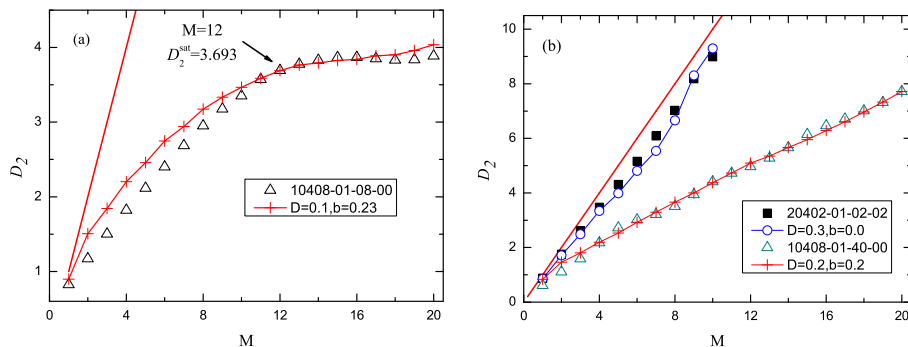 (a)
M=12
D₂ˢᵃᵗ=3.693
4
3
2
1
D₂
10408-01-08-00
D=0.1,b=0.23
0 4 8 12 16 20
M
(b)
10
8
6
4
2
0
D₂
20402-01-02-02
D=0.3,b=0.0
10408-01-40-00
D=0.2,b=0.2
0 4 8 12 16 20
M